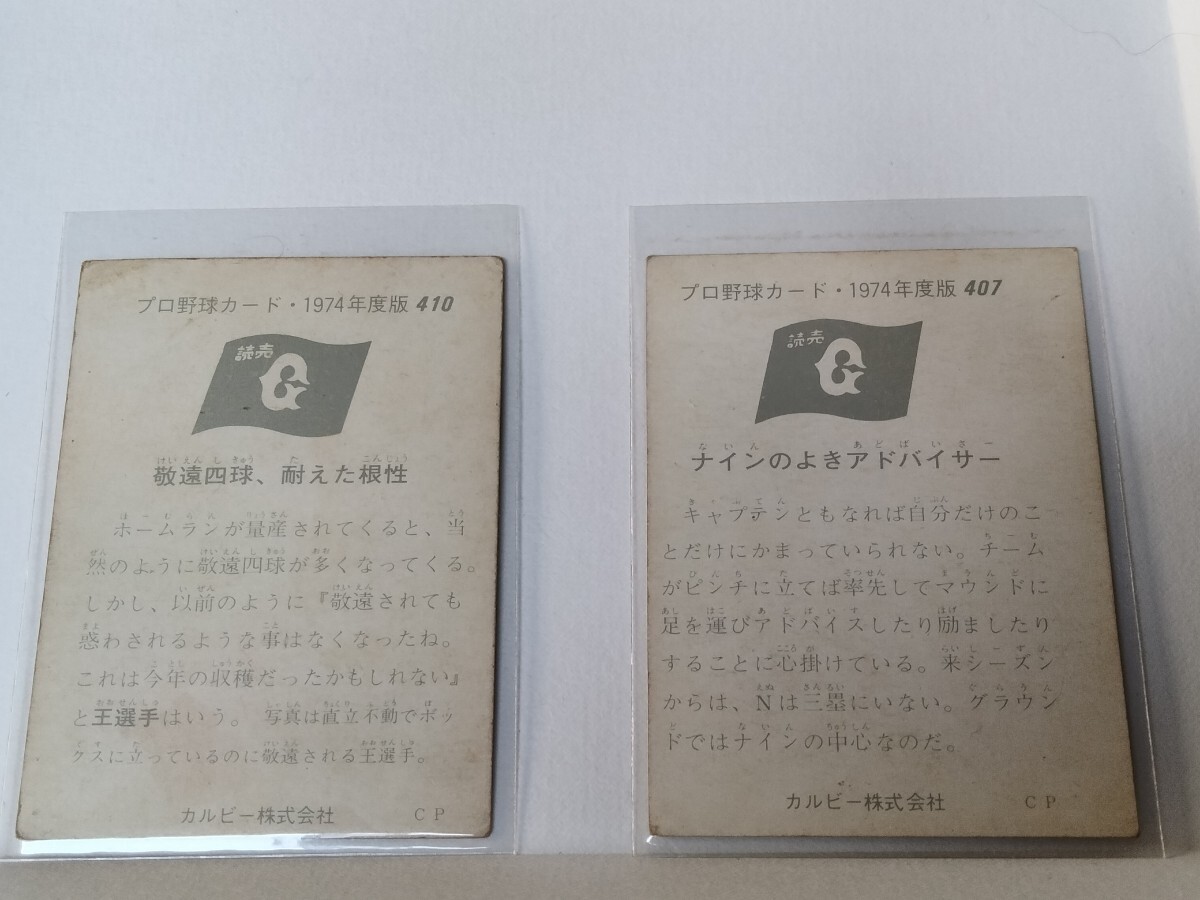 プロ野球カード・1974年度版 410
読売
G
敬遠四球、耐えた根性
ホームランが量産されてくると、当
然のように敬遠四球が多くなってくる。
しかし、以前のように『敬遠されても
惑わされるような事はなくなったね。
これは今年の収穫だったかもしれない』
と王選手はいう。 写真は直立不動でボッ
クスに立っているのに敬遠される王選手。
カルビー株式会社 CP
プロ野球カード・1974年度版 407
読売
G
ナインのよきアドバイサー
キャプテンともなれば自分だけのこ
とだけにかまっていられない。チーム
がピンチに立てば率先してマウンドに
足を運びアドバイスしたり励ましたり
することに心掛けている。来シーズン
からは、Nは三塁にいない。グラウン
ドではナインの中心なのだ。
カルビー株式会社 CP